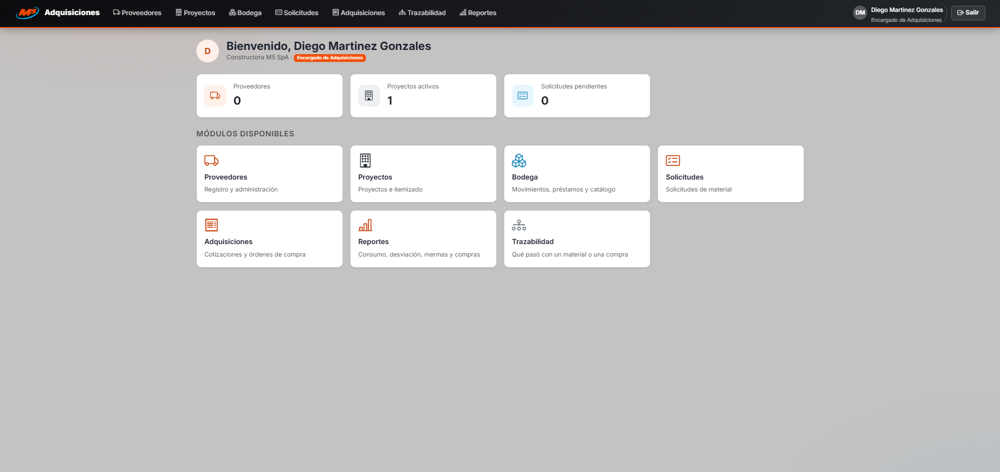 M5 Adquisiciones Proveedores Proyectos Bodega Solicitudes Adquisiciones Trazabilidad Reportes DM Diego Martinez Gonzales Salir
Encargado de Adquisiciones
D Bienvenido, Diego Martinez Gonzales
Constructora M5 SpA · Encargado de Adquisiciones
Proveedores
0
Proyectos activos
1
Solicitudes pendientes
0
MÓDULOS DISPONIBLES
Proveedores
Registro y administración
Proyectos
Proyectos e itemizado
Bodega
Movimientos, préstamos y catálogo
Solicitudes
Solicitudes de material
Adquisiciones
Cotizaciones y órdenes de compra
Reportes
Consumo, desviación, mermas y compras
Trazabilidad
Qué pasó con un material o una compra